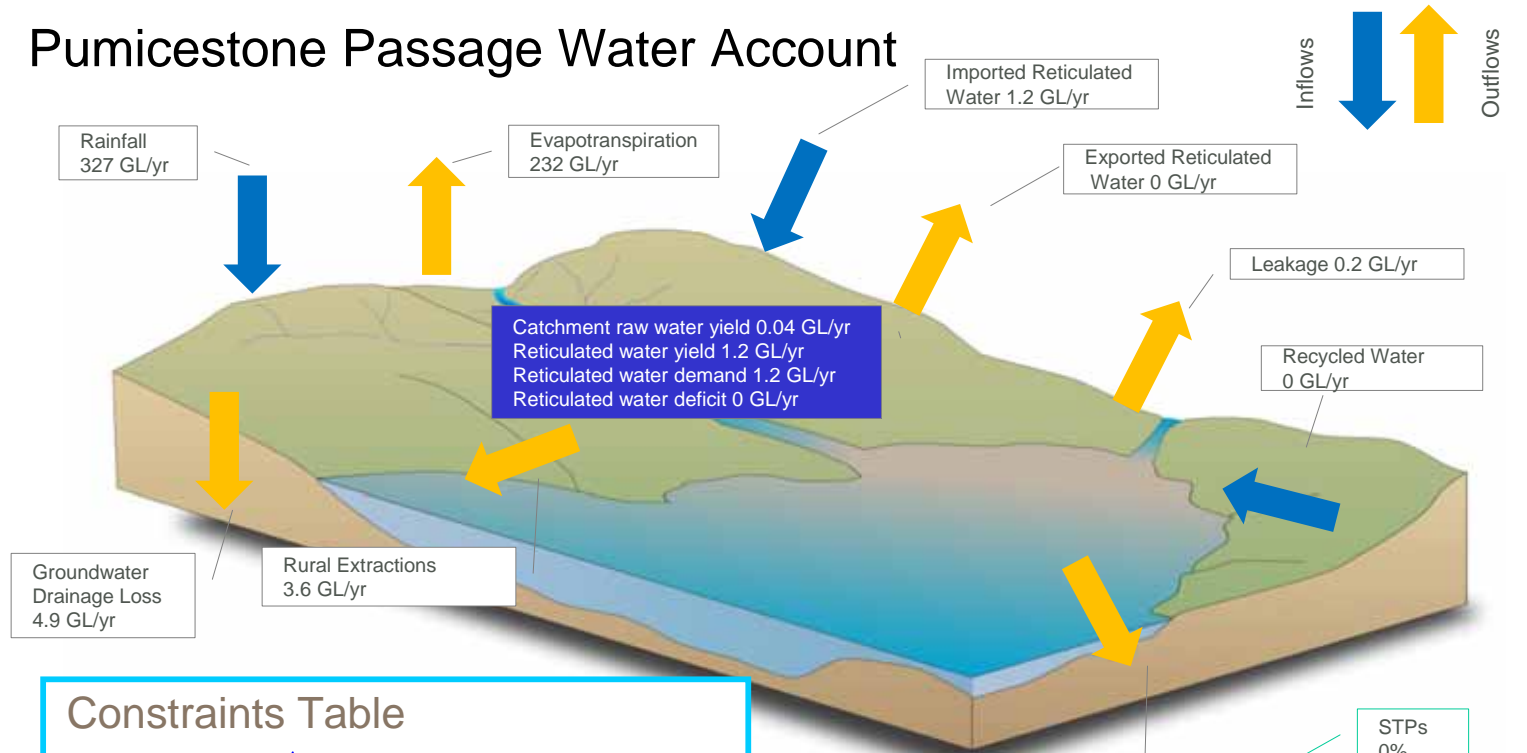 Pumicestone Passage Water Account
Inflows
Outflows
Imported Reticulated
Water 1.2 GL/yr
Rainfall
327 GL/yr
Evapotranspiration
232 GL/yr
Exported Reticulated
Water 0 GL/yr
Leakage 0.2 GL/yr
Catchment raw water yield 0.04 GL/yr
Reticulated water yield 1.2 GL/yr
Reticulated water demand 1.2 GL/yr
Reticulated water deficit 0 GL/yr
Recycled Water
0 GL/yr
Groundwater
Drainage Loss
4.9 GL/yr
Rural Extractions
3.6 GL/yr
Constraints Table
STPs
0%